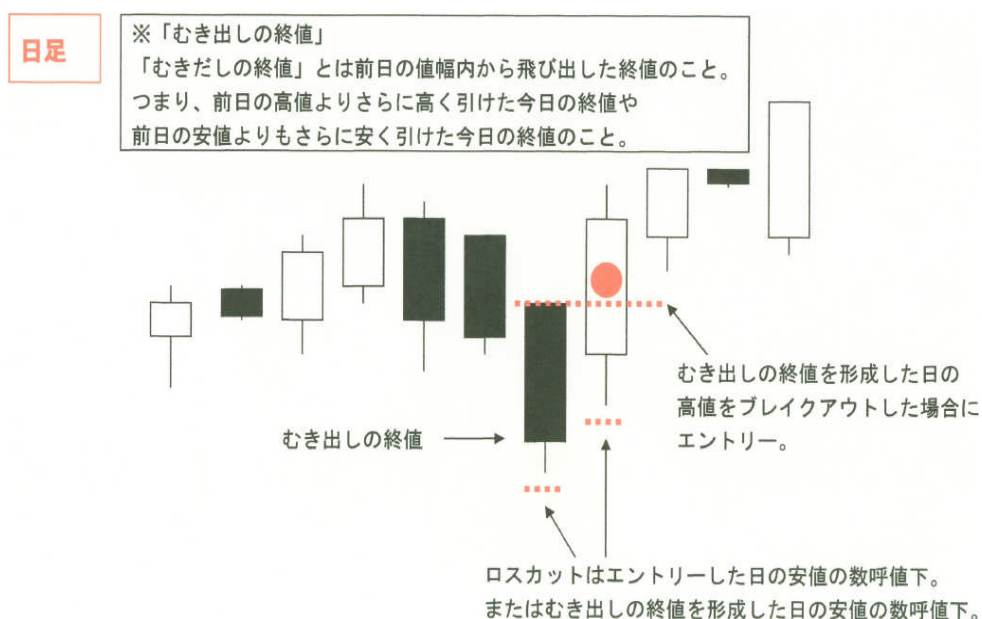 日足
※「むき出しの終値」
「むきだしの終値」とは前日の値幅内から飛び出した終値のこと。
つまり、前日の高値よりさらに高く引けた今日の終値や
前日の安値よりもさらに安く引けた今日の終値のこと。
むき出しの終値を形成した日の
高値をブレイクアウトした場合に
エントリー。
むき出しの終値
ロスカットはエントリーした日の安値の数呼値下。
またはむき出しの終値を形成した日の安値の数呼値下。